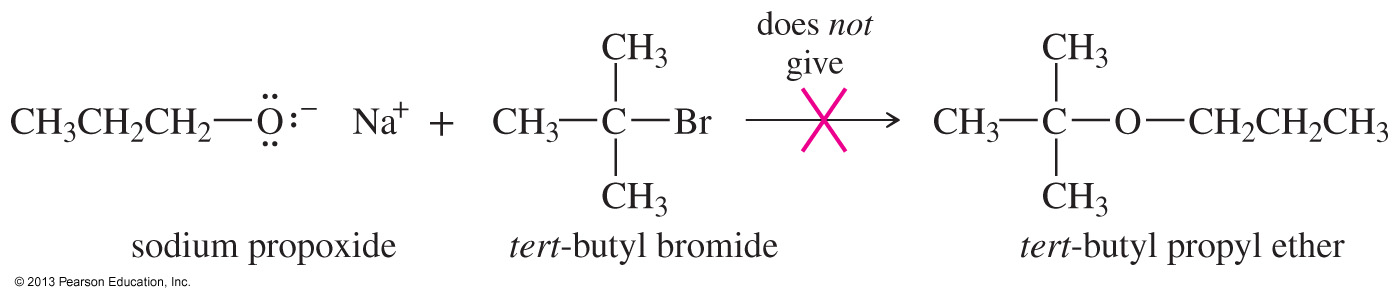 does not
give
CH₃
CH₃CH₂CH₂—Ö:⁻ Na⁺ + CH₃—C—Br CH₃—C—O—CH₂CH₂CH₃
CH₃
CH₃
CH₃
sodium propoxide tert-butyl bromide tert-butyl propyl ether
© 2013 Pearson Education, Inc.